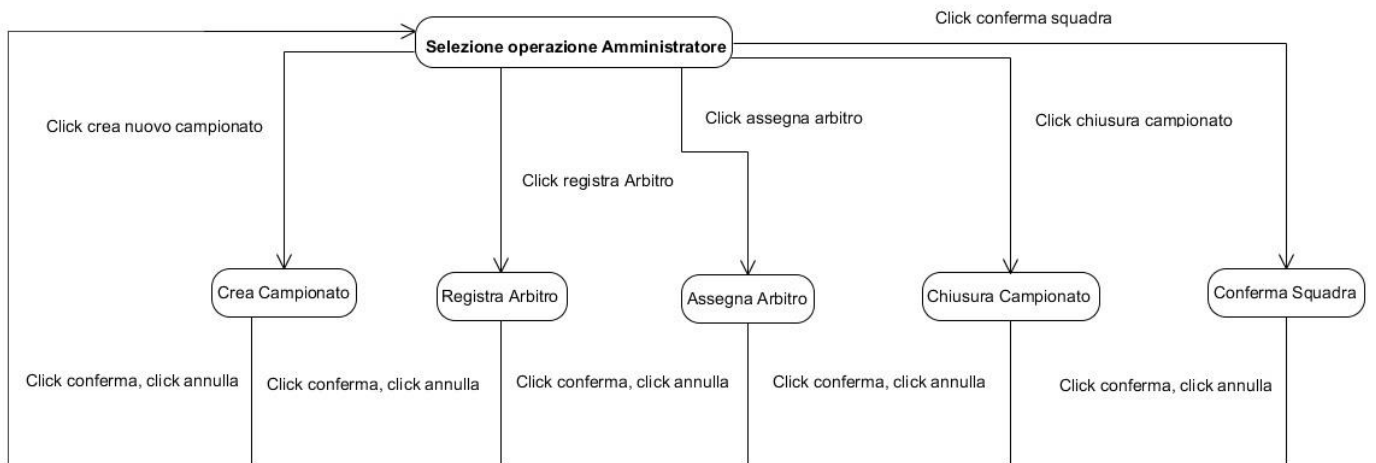 Click conferma squadra
Selezione operazione Amministratore
Click crea nuovo campionato
Click assegna arbitro
Click chiusura campionato
Click registra Arbitro
Crea Campionato
Registra Arbitro
Assegna Arbitro
Chiusura Campionato
Conferma Squadra
Click conferma, click annulla
Click conferma, click annulla
Click conferma, click annulla
Click conferma, click annulla
Click conferma, click annulla